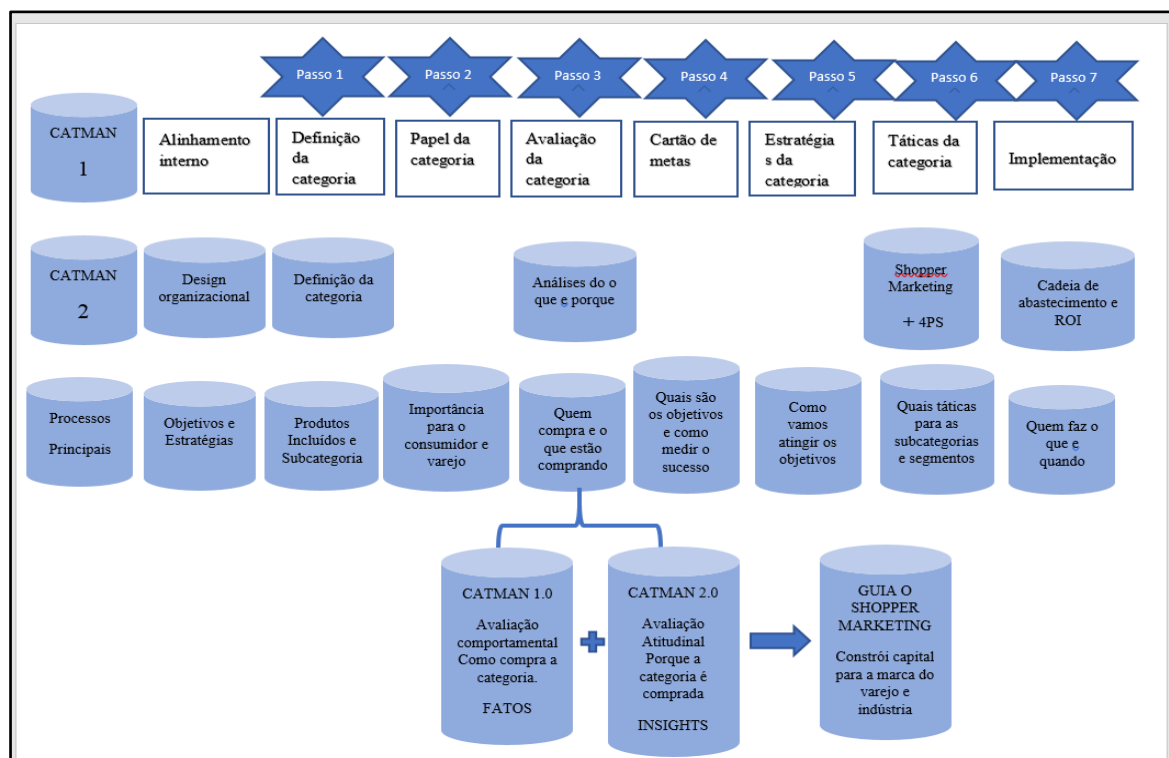 Passo 1
Passo 2
Passo 3
Passo 4
Passo 5
Passo 6
Passo 7
CATMAN
1
Alinhamento
interno
Definição
da
categoria
Papel da
categoria
Avaliação
da
categoria
Cartão de
metas
Estratégia
s da
categoria
Táticas da
categoria
Implementação
CATMAN
2
Design
organizacional
Definição da
categoria
Análises do o
que e porque
Shopper
Marketing
+ 4PS
Cadeia de
abastecimento e
ROI
Processos
Principais
Objetivos e
Estratégias
Produtos
Incluídos e
Subcategoria
Importância
para o
consumidor e
varejo
Quem
compra e o
que estão
comprando
Quais são
os objetivos
e como
medir o
sucesso
Como
vamos
atingir os
objetivos
Quais táticas
para as
subcategorias
e segmentos
Quem faz o
que e
quando
CATMAN 1.0
Avaliação
comportamental
Como compra a
categoria.
FATOS
CATMAN 2.0
Avaliação
Atitudinal
Porque a
categoria é
comprada
INSIGHTS
GUIA O
SHOPPER
MARKETING
Constrói capital
para a marca do
varejo e
indústria